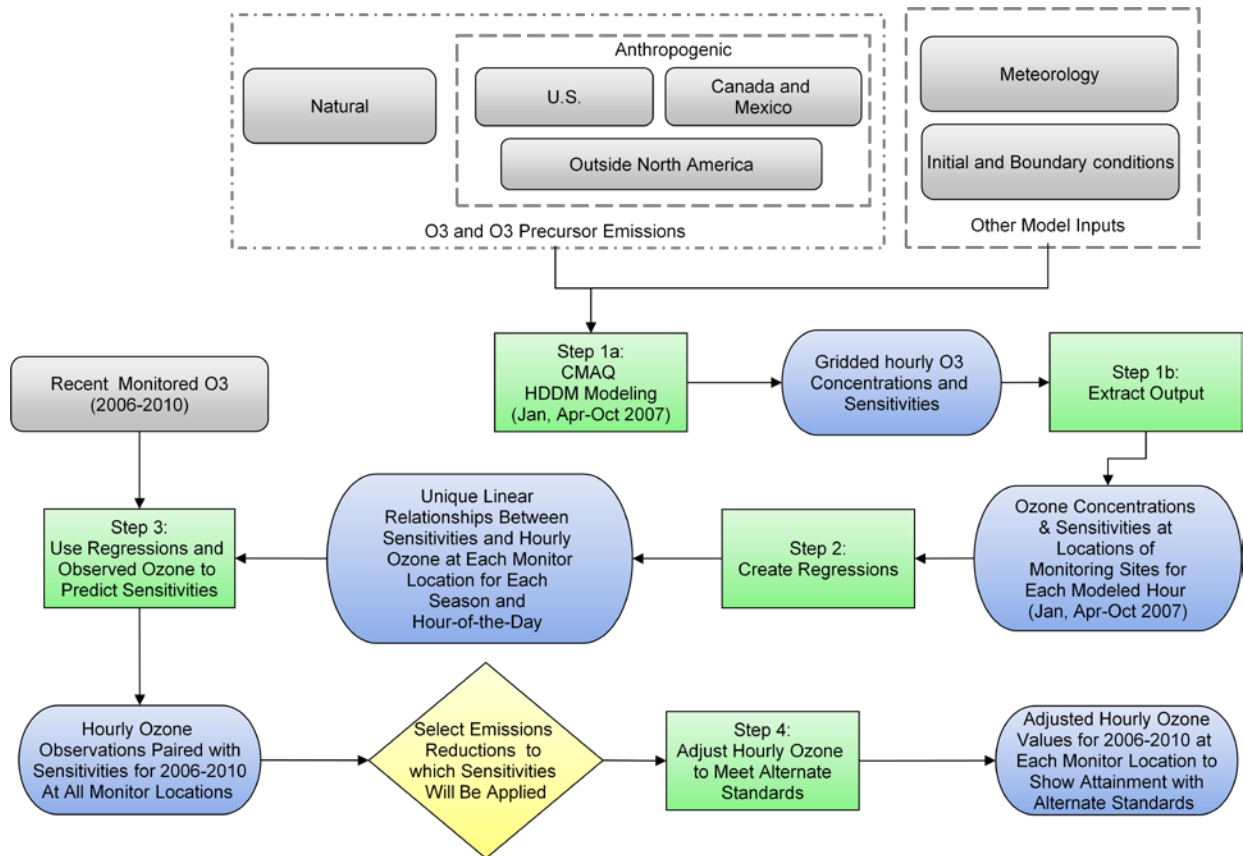 Anthropogenic
Natural
U.S.
Canada and
Mexico
Outside North America
O3 and O3 Precursor Emissions
Meteorology
Initial and Boundary conditions
Other Model Inputs
Recent Monitored O3
(2006-2010)
Step 1a:
CMAQ
HDDM Modeling
(Jan, Apr-Oct 2007)
Gridded hourly O3
Concentrations and
Sensitivities
Step 1b:
Extract Output
Ozone Concentrations
& Sensitivities at
Locations of
Monitoring Sites for
Each Modeled Hour
(Jan, Apr-Oct 2007)
Step 2:
Create Regressions
Unique Linear
Relationships Between
Sensitivities and Hourly
Ozone at Each Monitor
Location for Each
Season and
Hour-of-the-Day
Step 3:
Use Regressions and
Observed Ozone to
Predict Sensitivities
Hourly Ozone
Observations Paired with
Sensitivities for 2006-2010
At All Monitor Locations
Select Emissions
Reductions to
which Sensitivities
Will Be Applied
Step 4:
Adjust Hourly Ozone
to Meet Alternate
Standards
Adjusted Hourly Ozone
Values for 2006-2010 at
Each Monitor Location to
Show Attainment with
Alternate Standards